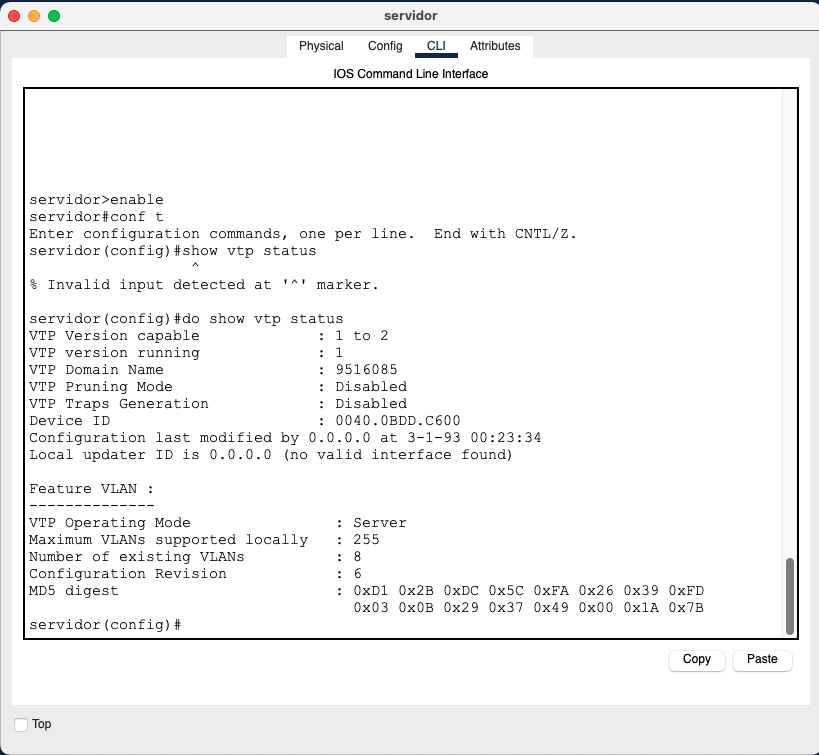 servidor
Physical Config CLI Attributes
IOS Command Line Interface
servidor>enable
servidor#conf t
Enter configuration commands, one per line.  End with CNTL/Z.
servidor(config)#show vtp status
^
% Invalid input detected at '^' marker.
servidor(config)#do show vtp status
VTP Version capable             : 1 to 2
VTP version running             : 1
VTP Domain Name                 : 9516085
VTP Pruning Mode                : Disabled
VTP Traps Generation            : Disabled
Device ID                       : 0040.0BDD.C600
Configuration last modified by 0.0.0.0 at 3-1-93 00:23:34
Local updater ID is 0.0.0.0 (no valid interface found)
Feature VLAN :
--------------
VTP Operating Mode                : Server
Maximum VLANs supported locally   : 255
Number of existing VLANs          : 8
Configuration Revision            : 6
MD5 digest                        : 0xD1 0x2B 0xDC 0x5C 0xFA 0x26 0x39 0xFD
0x03 0x0B 0x29 0x37 0x49 0x00 0x1A 0x7B
servidor(config)#
Copy Paste
Top